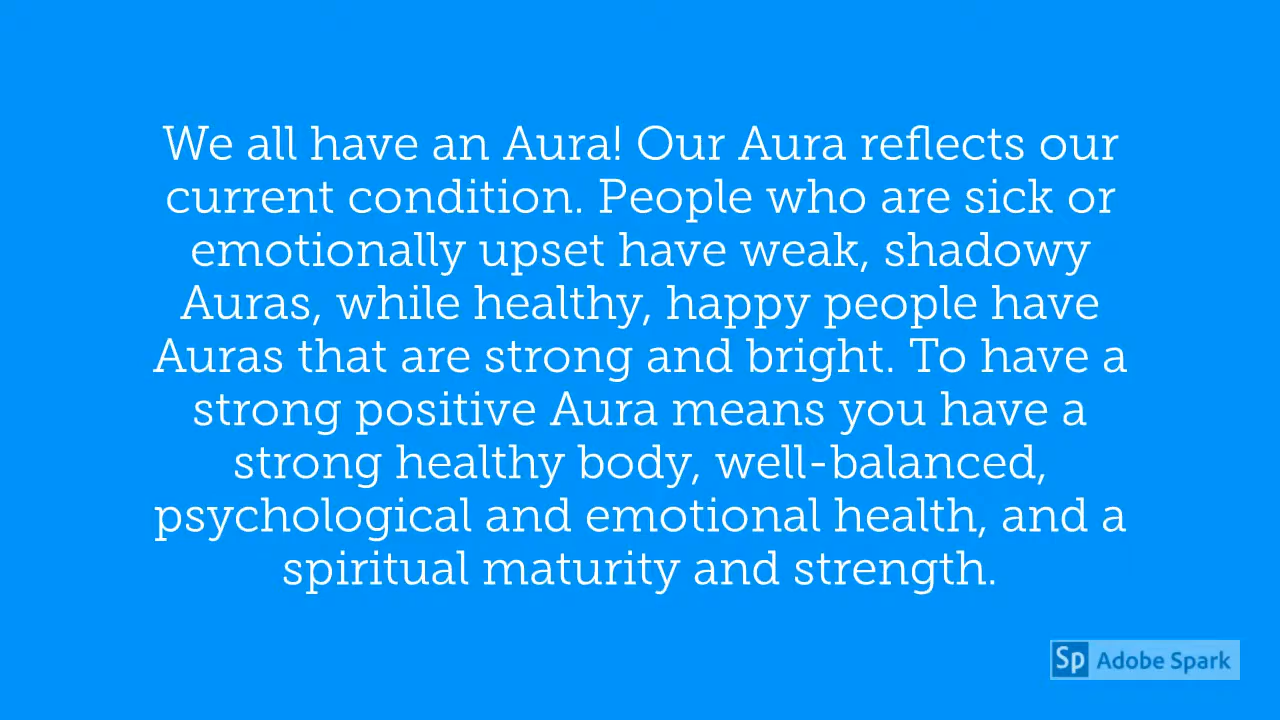 We all have an Aura! Our Aura reflects our
current condition. People who are sick or
emotionally upset have weak, shadowy
Auras, while healthy, happy people have
Auras that are strong and bright. To have a
strong positive Aura means you have a
strong healthy body, well-balanced,
psychological and emotional health, and a
spiritual maturity and strength.
Sp Adobe Spark